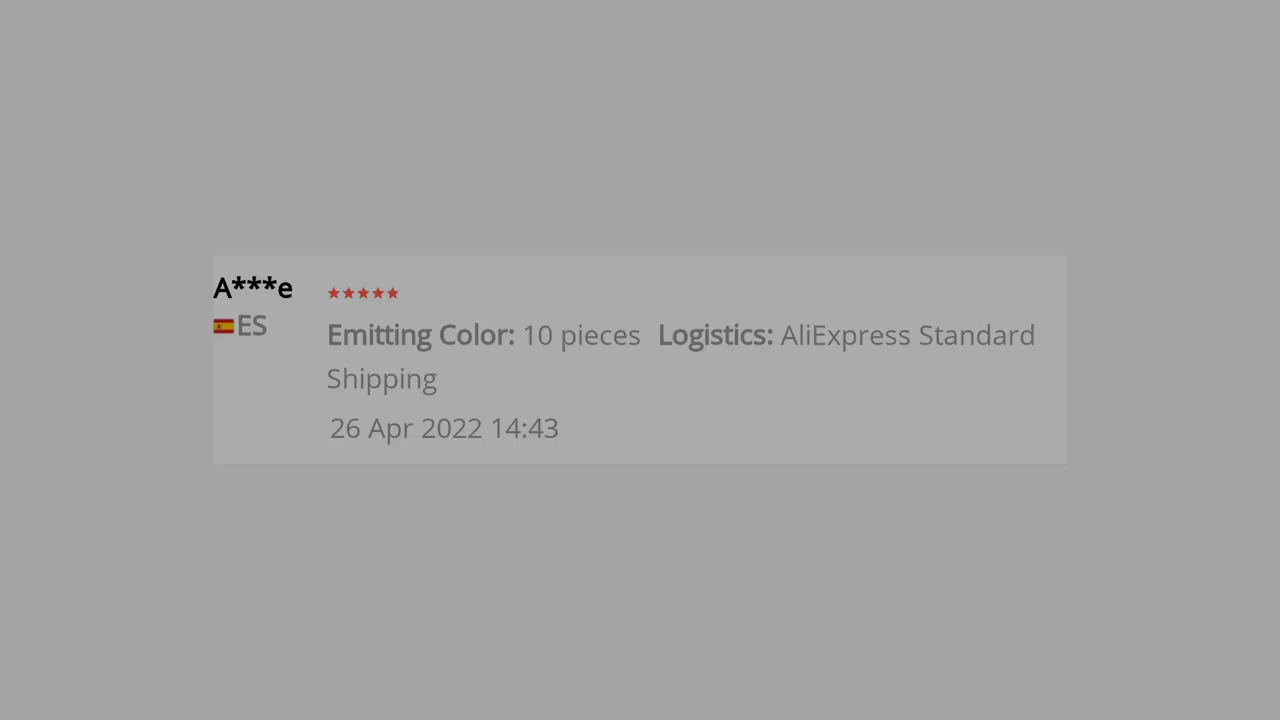 A***e
ES
Emitting Color: 10 pieces Logistics: AliExpress Standard
Shipping
26 Apr 2022 14:43